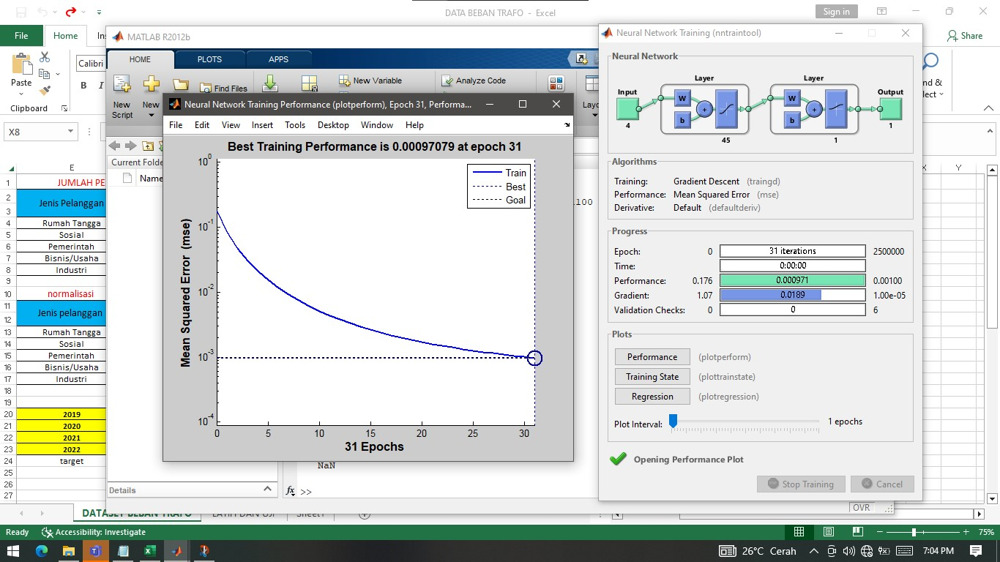 DATA BEBAN TRAFO - Excel
Sign in
File
Home
Share
Paste
Calibri
B
I
Clipboard
X8
E
X
Y
1 JUMLAH PE
2
3 Jenis Pelanggan
4 Rumah Tangga
5 Sosial
6 Pemerintah
7 Bisnis/Usaha
8 Industri
9
10 normalisasi
11
12 Jenis pelanggan
13 Rumah Tangga
14 Sosial
15 Pemerintah
16 Bisnis/Usaha
17 Industri
18
19
20 2019
21 2020
22 2021
23 2022
24 target
25
26
27
MATLAB R2012b
HOME
PLOTS
APPS
New Script
New
Find Files
New Variable
Analyze Code
Current Folde
Name
100
NaN
Details
fx >>
OVR
Neural Network Training Performance (plotperform), Epoch 31, Performa...
File Edit View Insert Tools Desktop Window Help
Best Training Performance is 0.00097079 at epoch 31
Train
Best
Goal
Mean Squared Error (mse)
10^0
10^-1
10^-2
10^-3
10^-4
0 5 10 15 20 25 30
31 Epochs
Neural Network Training (nntraintool)
Neural Network
Layer Layer
Input Output
W W
b b
+ +
4 45 1 1
Algorithms
Training: Gradient Descent (traingd)
Performance: Mean Squared Error (mse)
Derivative: Default (defaultderiv)
Progress
Epoch: 0 31 iterations 2500000
Time: 0:00:00
Performance: 0.176 0.000971 0.00100
Gradient: 1.07 0.0189 1.00e-05
Validation Checks: 0 0 6
Plots
Performance (plotperform)
Training State (plottrainstate)
Regression (plotregression)
Plot Interval: 1 epochs
Opening Performance Plot
Stop Training
Cancel
DATASET BEBAN TRAFO
LATIH DAN UJI
Sheet1
Ready
Accessibility: Investigate
75%
26°C Cerah
7:04 PM